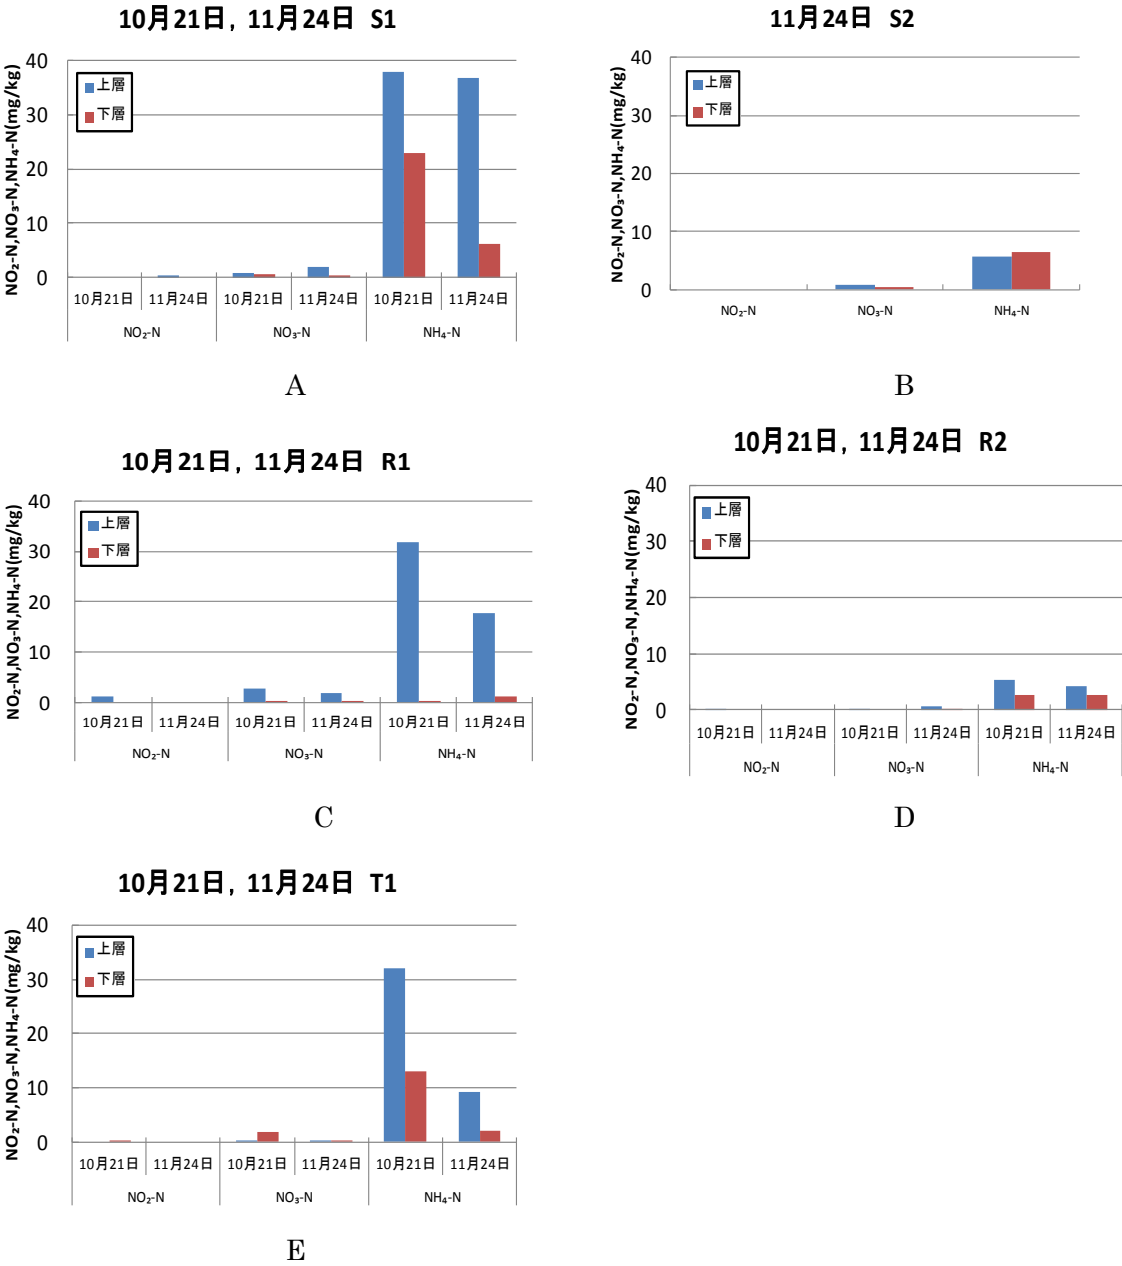 10月21日，11月24日 S1
NO₂-N,NO₃-N,NH₄-N(mg/kg)
40
30
20
10
0
上層
下層
10月21日 11月24日 10月21日 11月24日 10月21日 11月24日
NO₂-N NO₃-N NH₄-N
A
11月24日 S2
NO₂-N,NO₃-N,NH₄-N(mg/kg)
40
30
20
10
0
上層
下層
NO₂-N NO₃-N NH₄-N
B
10月21日，11月24日 R1
NO₂-N,NO₃-N,NH₄-N(mg/kg)
40
30
20
10
0
上層
下層
10月21日 11月24日 10月21日 11月24日 10月21日 11月24日
NO₂-N NO₃-N NH₄-N
C
10月21日，11月24日 R2
NO₂-N,NO₃-N,NH₄-N(mg/kg)
40
30
20
10
0
上層
下層
10月21日 11月24日 10月21日 11月24日 10月21日 11月24日
NO₂-N NO₃-N NH₄-N
D
10月21日，11月24日 T1
NO₂-N,NO₃-N,NH₄-N(mg/kg)
40
30
20
10
0
上層
下層
10月21日 11月24日 10月21日 11月24日 10月21日 11月24日
NO₂-N NO₃-N NH₄-N
E